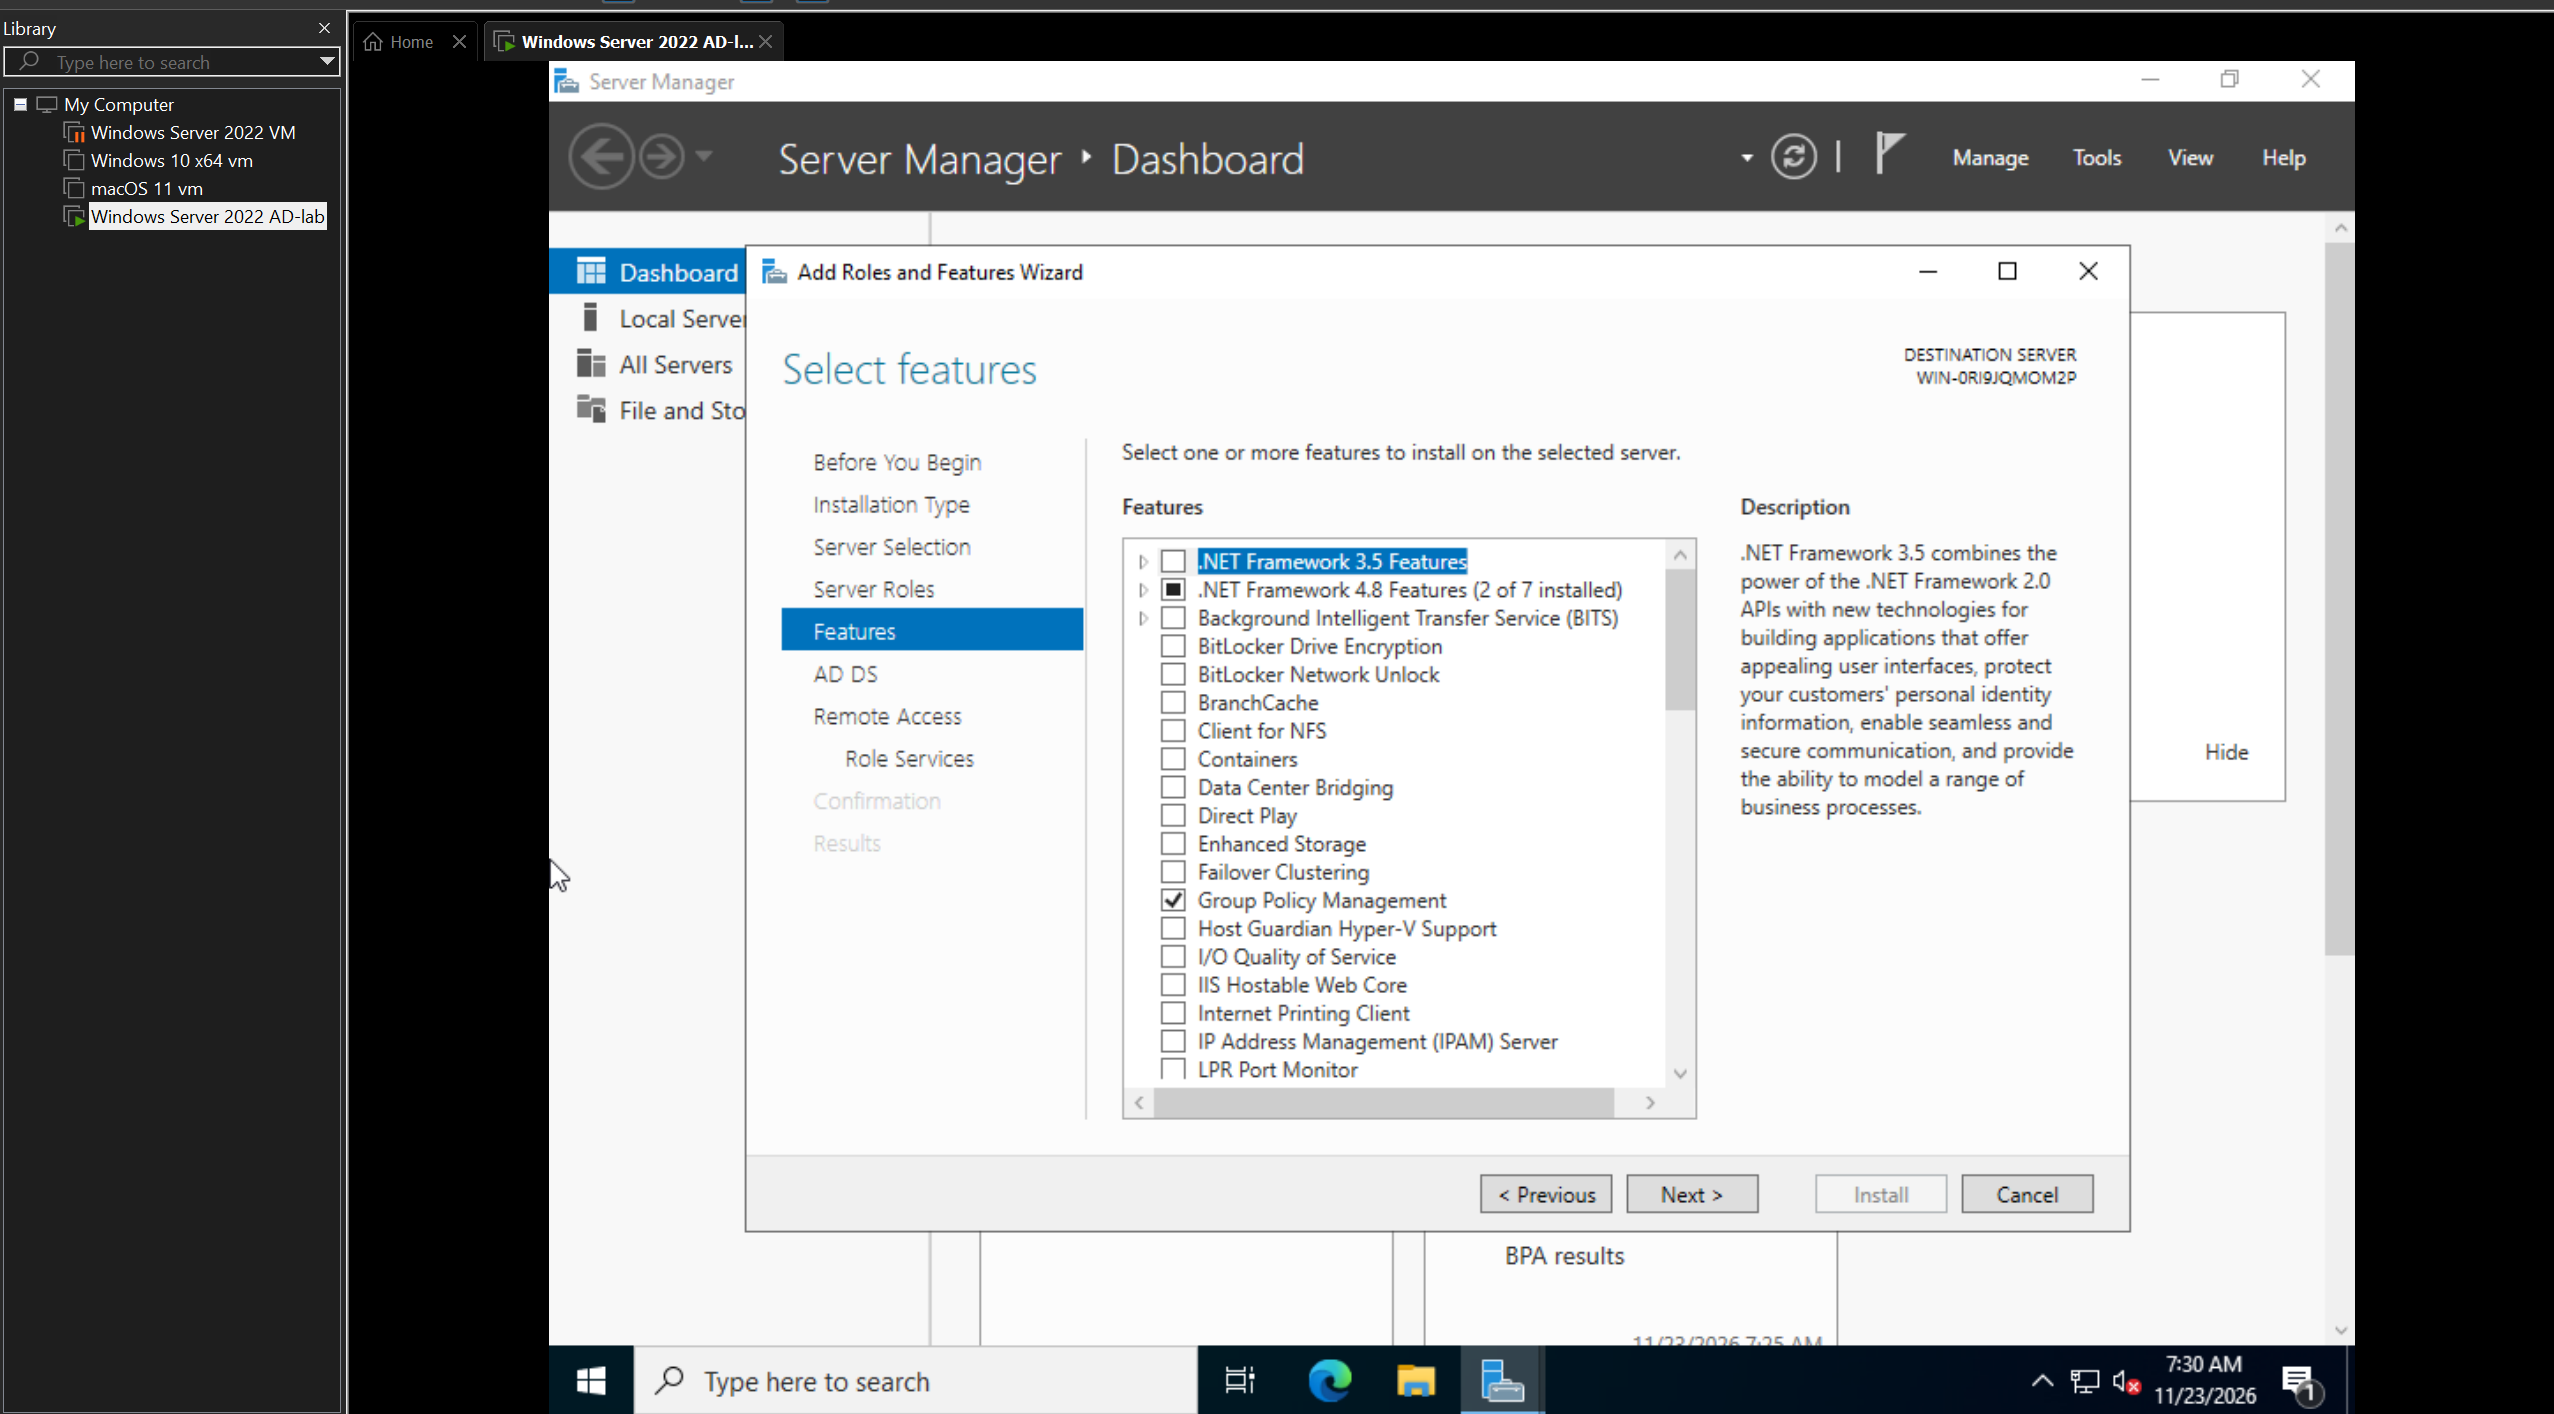 Library
Type here to search
My Computer
Windows Server 2022 VM
Windows 10 x64 vm
macOS 11 vm
Windows Server 2022 AD-lab
Home
Windows Server 2022 AD-l...
Server Manager
Server Manager
Dashboard
Manage
Tools
View
Help
Dashboard
Local Server
All Servers
File and Sto
Add Roles and Features Wizard
Select features
DESTINATION SERVER
WIN-0RI9JQMOM2P
Before You Begin
Installation Type
Server Selection
Server Roles
Features
AD DS
Remote Access
Role Services
Confirmation
Results
Select one or more features to install on the selected server.
Features
.NET Framework 3.5 Features
.NET Framework 4.8 Features (2 of 7 installed)
Background Intelligent Transfer Service (BITS)
BitLocker Drive Encryption
BitLocker Network Unlock
BranchCache
Client for NFS
Containers
Data Center Bridging
Direct Play
Enhanced Storage
Failover Clustering
Group Policy Management
Host Guardian Hyper-V Support
I/O Quality of Service
IIS Hostable Web Core
Internet Printing Client
IP Address Management (IPAM) Server
LPR Port Monitor
Description
.NET Framework 3.5 combines the
power of the .NET Framework 2.0
APIs with new technologies for
building applications that offer
appealing user interfaces, protect
your customers' personal identity
information, enable seamless and
secure communication, and provide
the ability to model a range of
business processes.
Hide
< Previous
Next >
Install
Cancel
BPA results
11/23/2026 7:25 AM
Type here to search
7:30 AM
11/23/2026
1